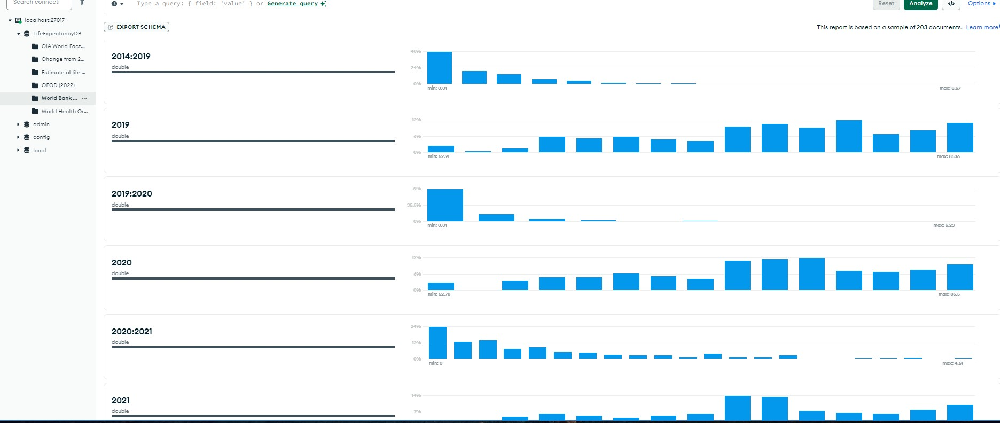 Search connecti
Type a query: { field: 'value' } or Generate query
Reset Analyze </> Options
localhost:27017
LifeExpectancyDB
CIA World Fact...
Change from 2...
Estimate of life ...
OECD (2022)
World Bank ... ...
World Health Or...
admin
config
local
EXPORT SCHEMA
This report is based on a sample of 203 documents. Learn more
2014:2019
double
48%
24%
0%
min: 0.01 max: 8.67
2019
double
12%
6%
0%
min: 52.91 max: 85.16
2019:2020
double
71%
35.5%
0%
min: 0.01 max: 6.23
2020
double
12%
6%
0%
min: 52.78 max: 85.5
2020:2021
double
24%
12%
0%
min: 0 max: 4.51
2021
double
14%
7%